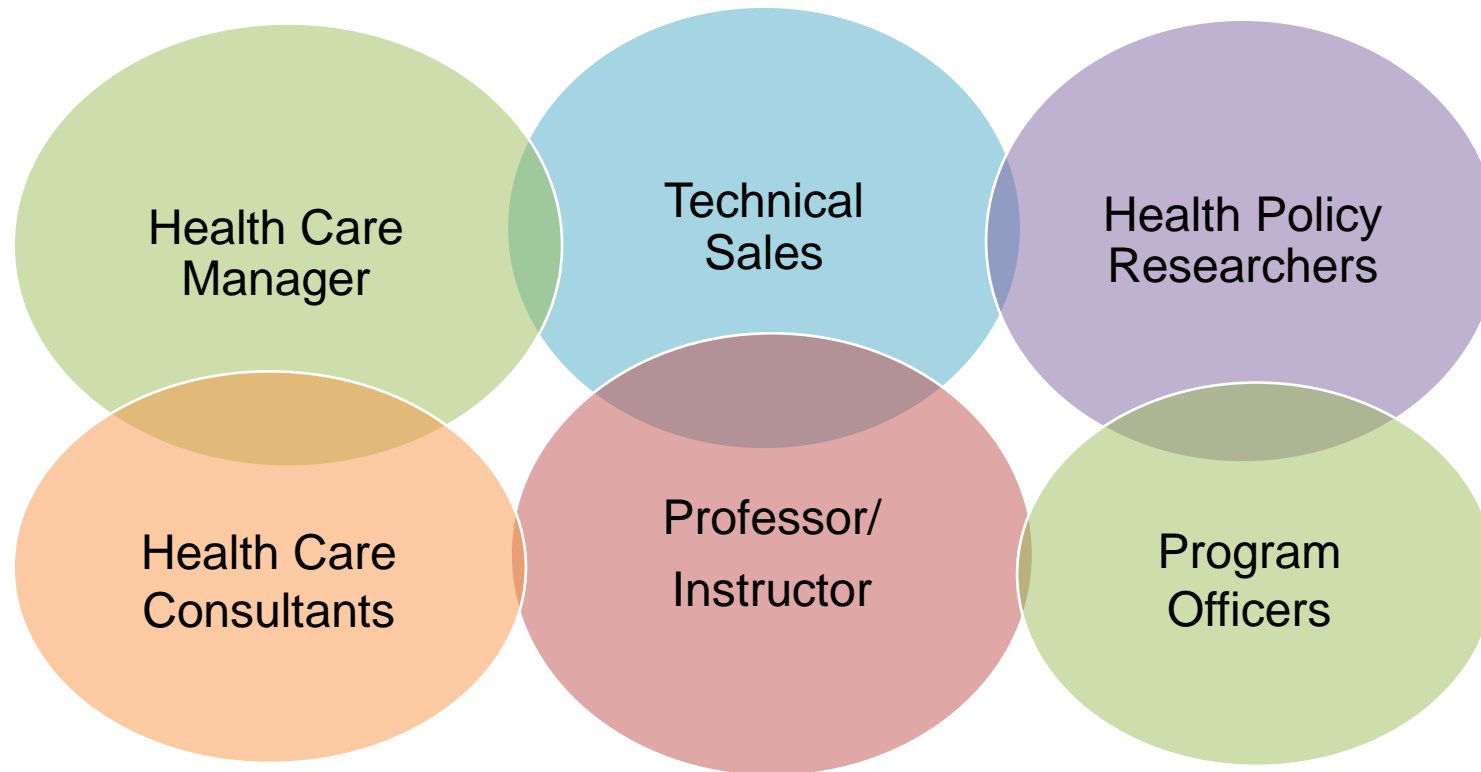 Health Care
Manager
Technical
Sales
Health Policy
Researchers
Health Care
Consultants
Professor/
Instructor
Program
Officers